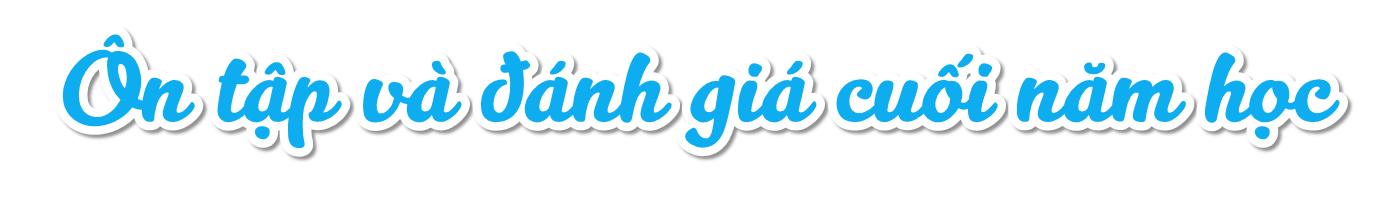 Ôn tập và đánh giá cuối năm học